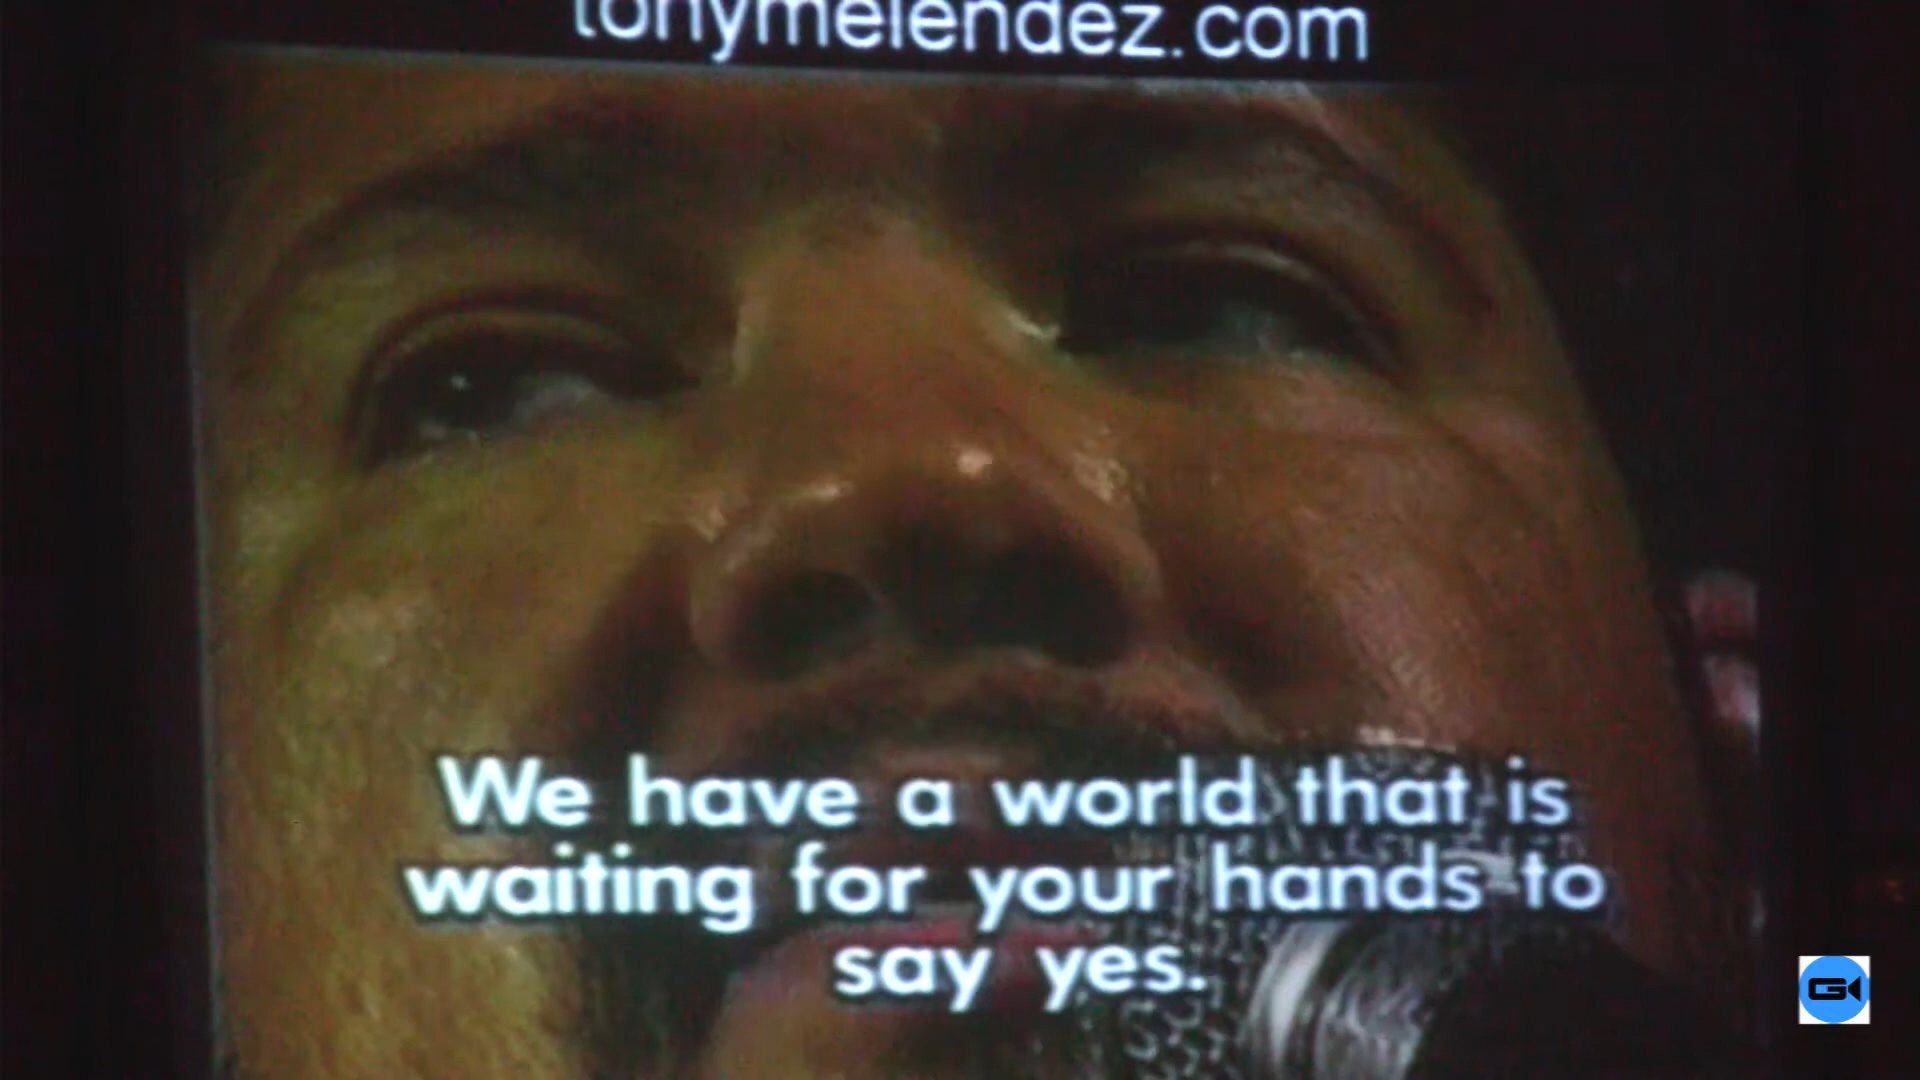 tonymelendez.com
We have a world that is
waiting for your hands to
say yes.